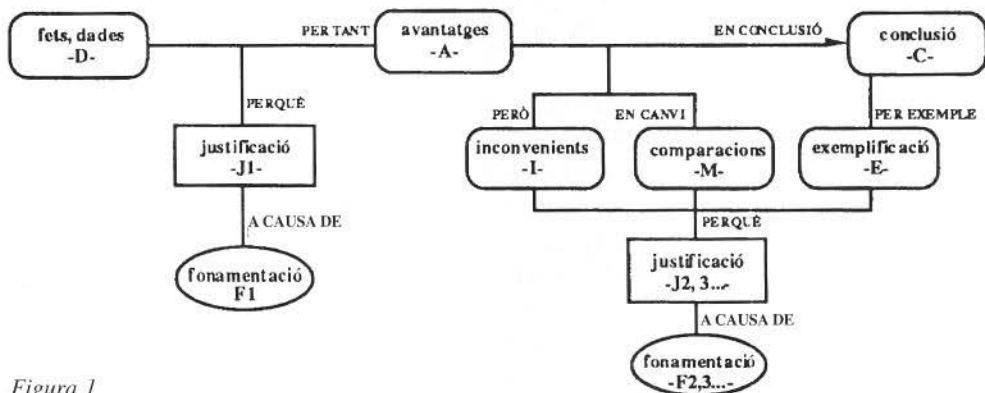 fets, dades
-D-
PER TANT
avantatges
-A-
EN CONCLUSIÓ
conclusió
-C-
PERQUÈ
justificació
-J1-
A CAUSA DE
fonamentació
F1
PERÒ
EN CANVI
PER EXEMPLE
inconvenients
-I-
comparacions
-M-
exemplificació
-E-
PERQUÈ
justificació
-J2, 3...-
A CAUSA DE
fonamentació
-F2,3...-
Figura 1